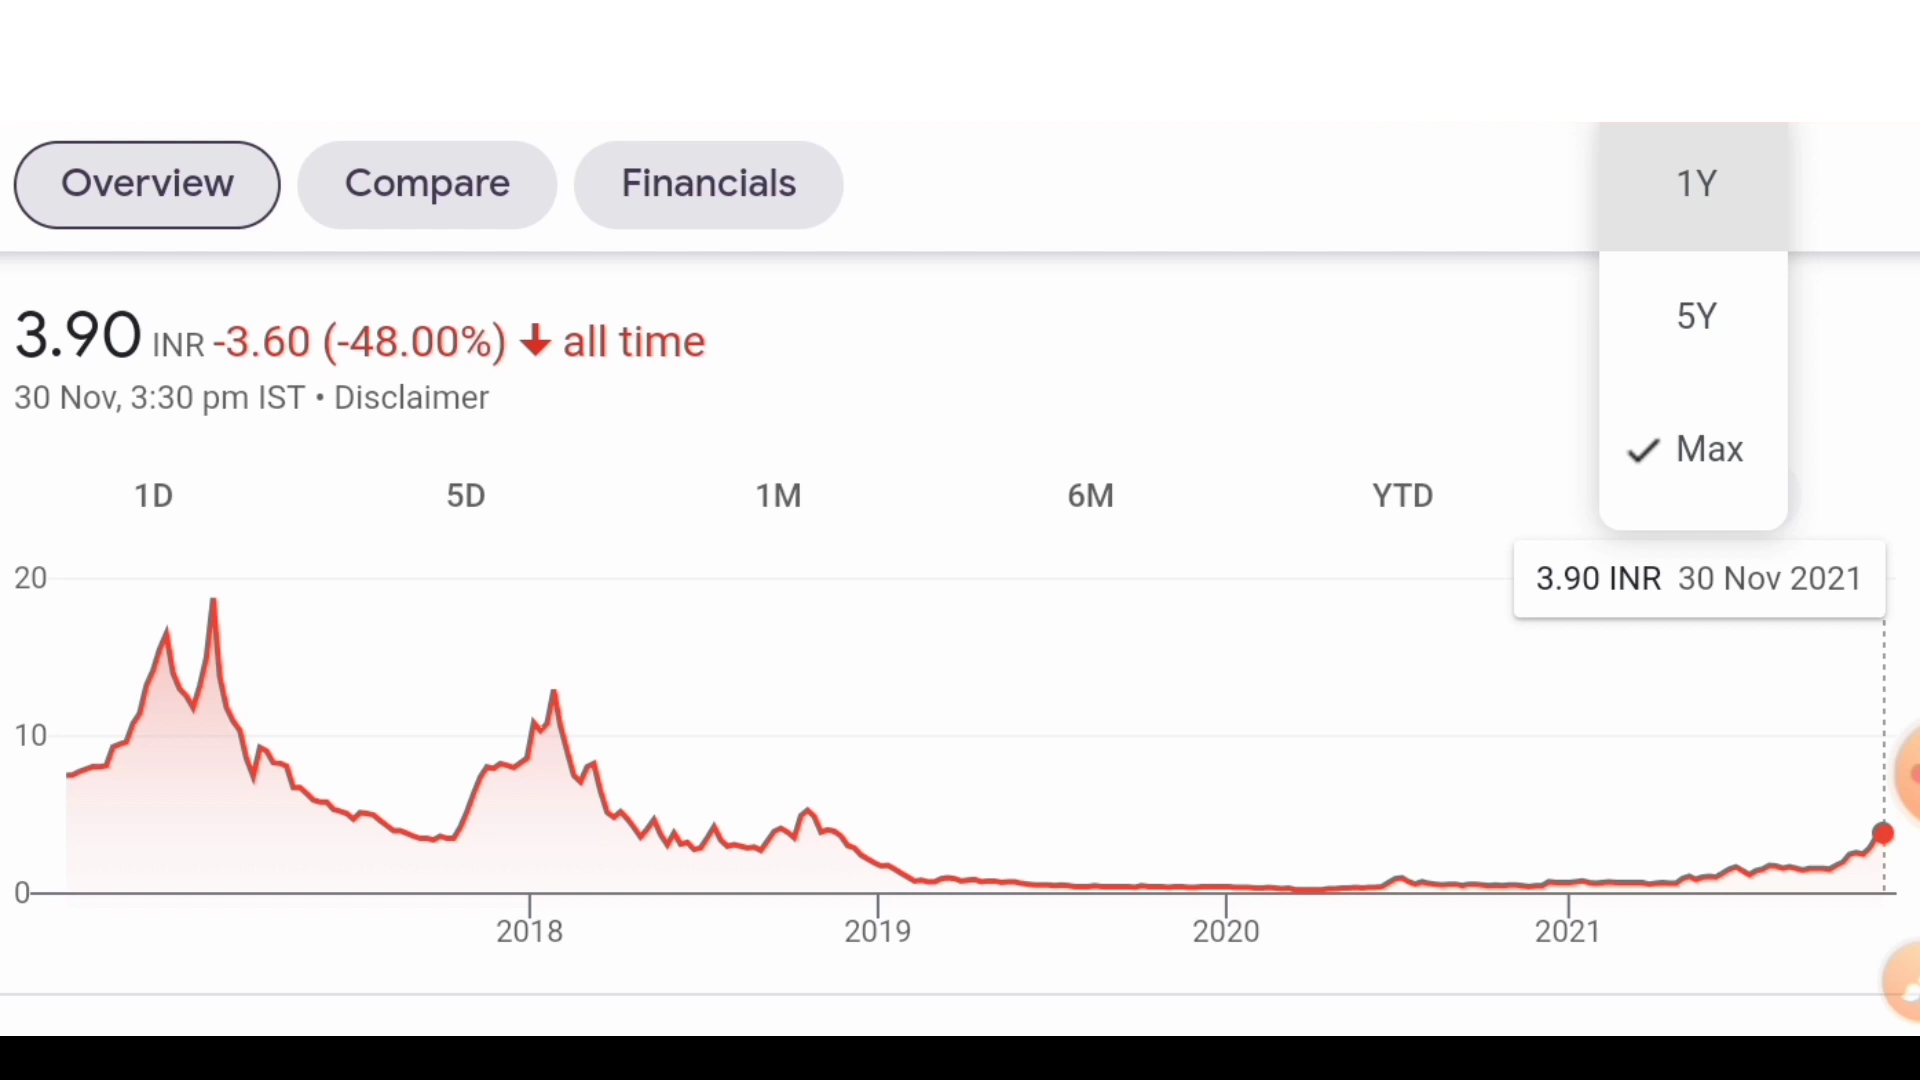 Overview Compare Financials 1Y
5Y
Max
3.90 INR -3.60 (-48.00%) all time
30 Nov, 3:30 pm IST • Disclaimer
1D 5D 1M 6M YTD
3.90 INR 30 Nov 2021
20
10
0
2018 2019 2020 2021